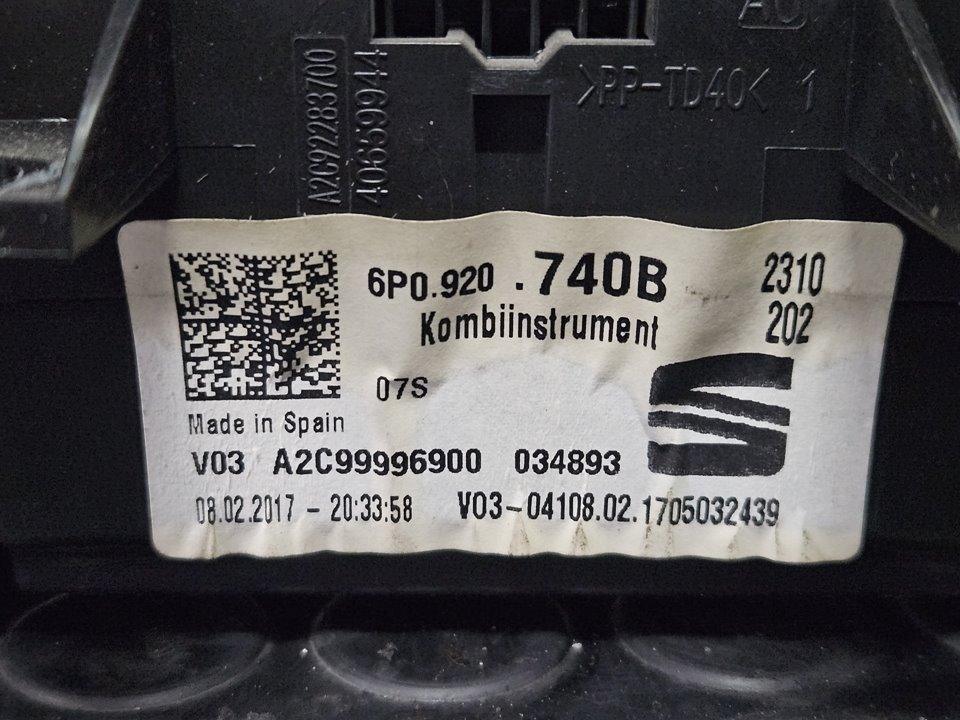 A2C92283700
40659944
>PP-TD40< 1
6P0.920 .740B
2310
Kombiinstrument
202
07S
Made in Spain
V03 A2C99996900 034893
08.02.2017 - 20:33:58 V03-04108.02.1705032439